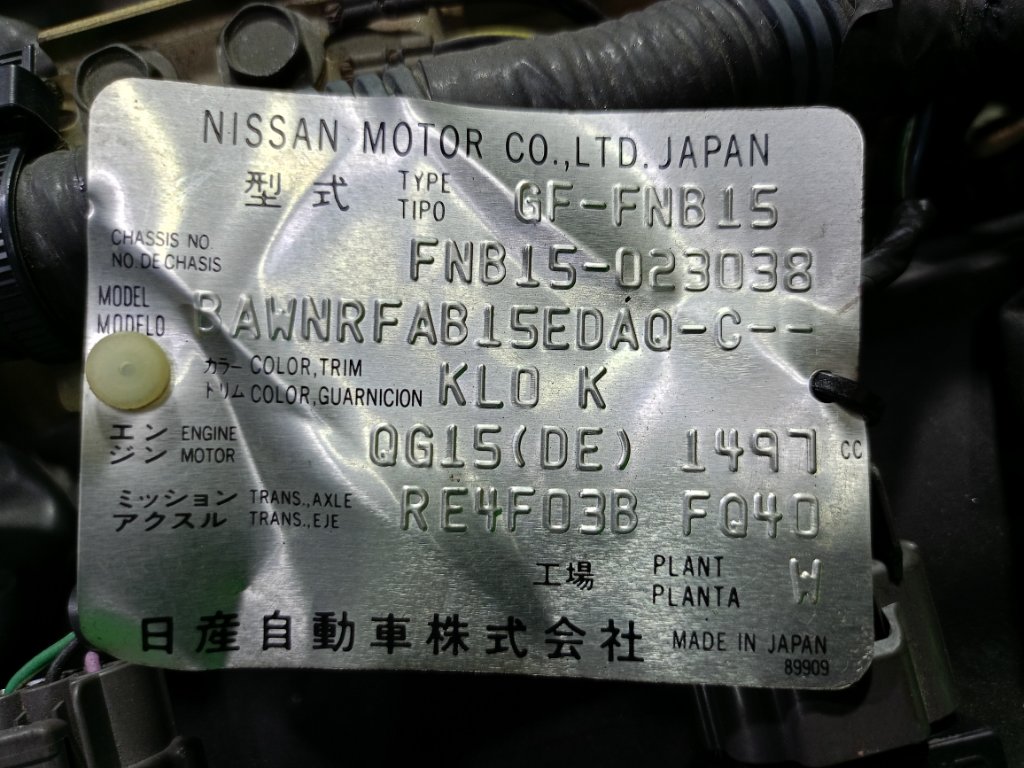 NISSAN MOTOR CO.,LTD.JAPAN
型式 TYPE TIPO GF-FNB15
CHASSIS NO.
NO.DE CHASIS FNB15-023038
MODEL
MODELO BAWNRFAB15EDAQ-C--
カラー COLOR,TRIM
トリム COLOR,GUARNICION KL0 K
エン ENGINE
ジン MOTOR QG15(DE) 1497 CC
ミッション TRANS.,AXLE
アクスル TRANS.,EJE RE4F03B FQ40
工場 PLANT
PLANTA W
日産自動車株式会社 MADE IN JAPAN
89909